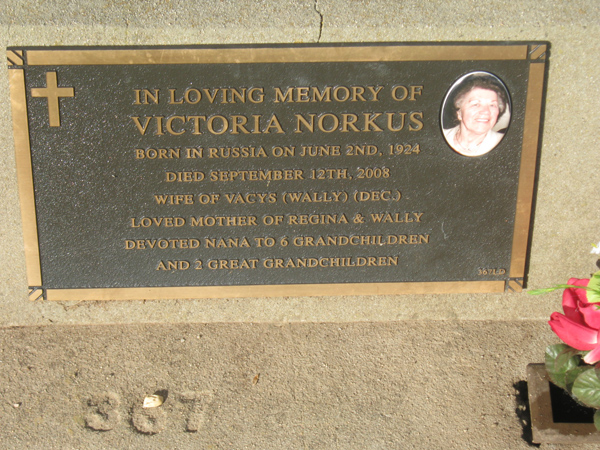 IN LOVING MEMORY OF
VICTORIA NORKUS
BORN IN RUSSIA ON JUNE 2ND, 1924
DIED SEPTEMBER 12TH, 2008
WIFE OF VACYS (WALLY) (DEC.)
LOVED MOTHER OF REGINA & WALLY
DEVOTED NANA TO 6 GRANDCHILDREN
AND 2 GREAT GRANDCHILDREN
367